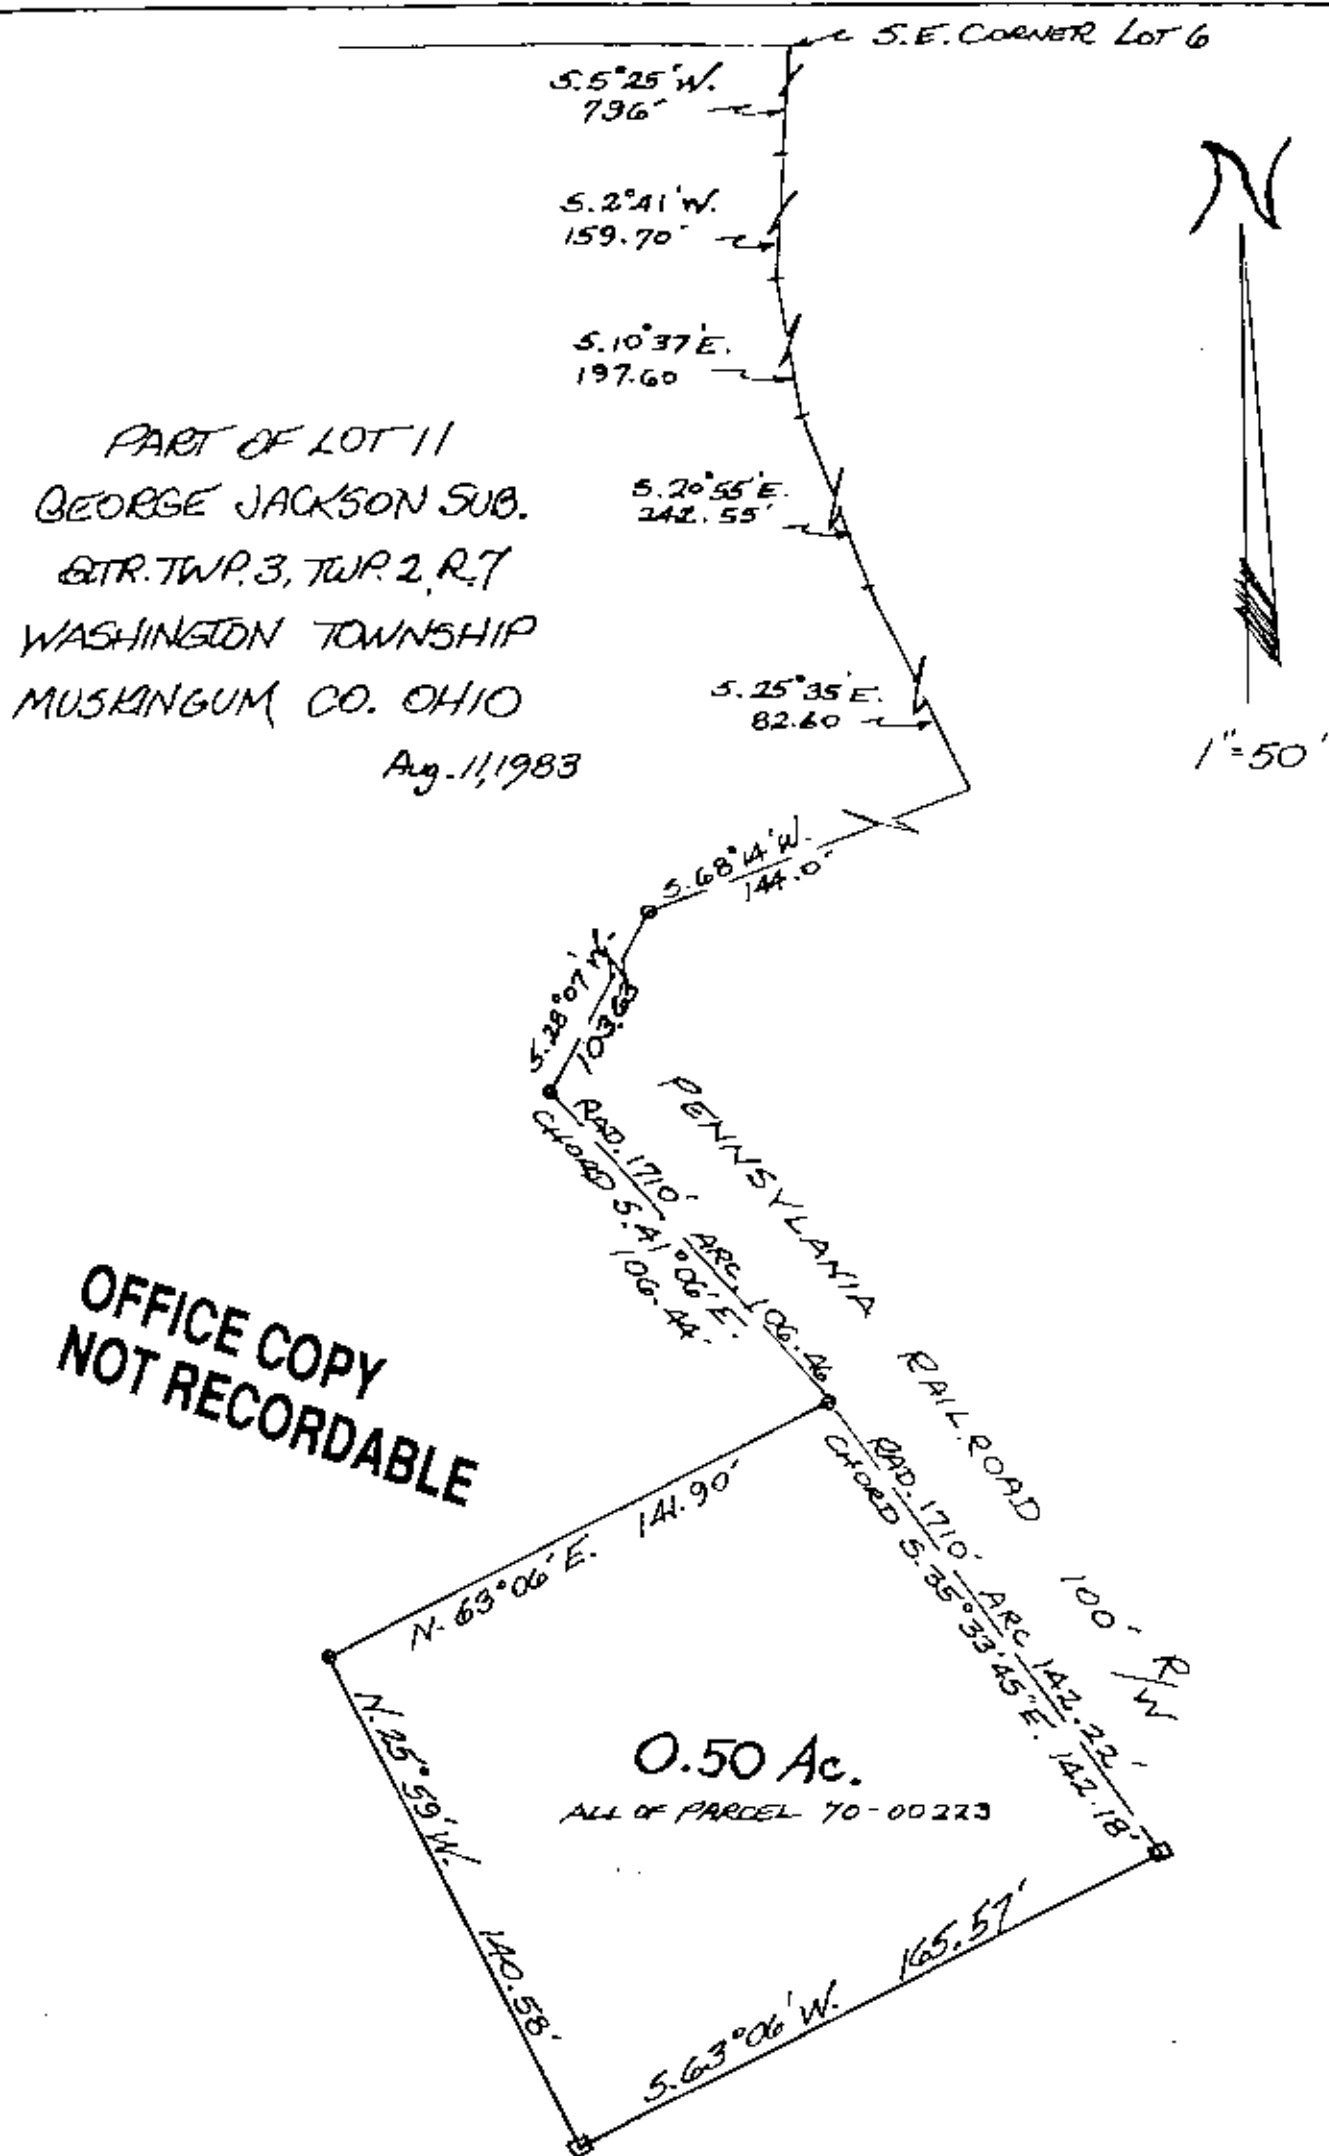 S.E. CORNER LOT 6
S.5°25'W.
796'
S.2°41'W.
159.70'
N
S.10°37'E.
197.60
PART OF LOT 11
GEORGE JACKSON SUB.
QTR. TWP. 3, TWP. 2, R.7
WASHINGTON TOWNSHIP
MUSKINGUM CO. OHIO
Aug. 11, 1983
S.20°55'E.
242.55'
S.25°35'E.
82.60
1"=50'
S.68°14'W.
144.0'
S.28°07'W.
103.63
RAD. 1710' ARC 106.46
CHORD S.41°06'E.
106.44'
PENNSYLANIA RAILROAD 100' R/W
OFFICE COPY
NOT RECORDABLE
N.63°06'E. 141.90'
RAD. 1710' ARC 142.22'
CHORD S.35°33'45"E. 142.18'
N.25°59'W. 140.58'
0.50 Ac.
ALL OF PARCEL 70-00223
S.63°06'W. 165.57'